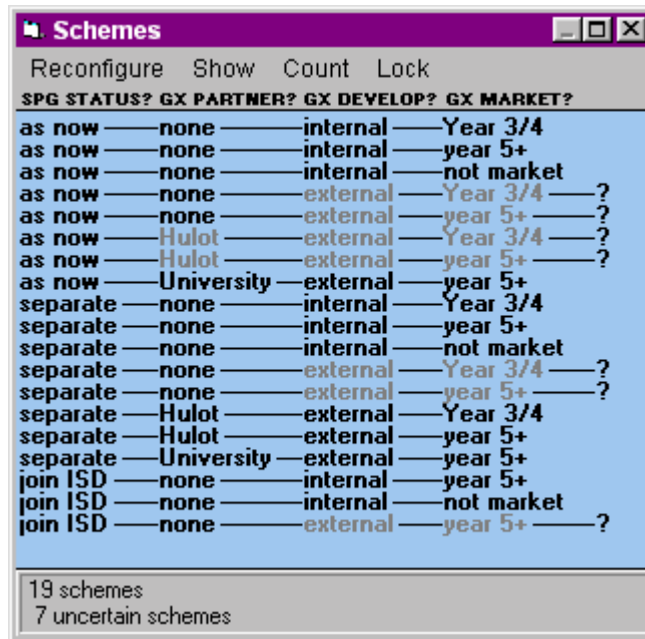 Schemes
Reconfigure Show Count Lock
SPG STATUS? GX PARTNER? GX DEVELOP? GX MARKET?
as now — none — internal — Year 3/4
as now — none — internal — year 5+
as now — none — internal — not market
as now — none — external — Year 3/4 — ?
as now — none — external — year 5+ — ?
as now — Hulot — external — Year 3/4 — ?
as now — Hulot — external — year 5+ — ?
as now — University — external — year 5+
separate — none — internal — Year 3/4
separate — none — internal — year 5+
separate — none — internal — not market
separate — none — external — Year 3/4 — ?
separate — none — external — year 5+ — ?
separate — Hulot — external — Year 3/4
separate — Hulot — external — year 5+
separate — University — external — year 5+
join ISD — none — internal — year 5+
join ISD — none — internal — not market
join ISD — none — external — year 5+ — ?
19 schemes
7 uncertain schemes